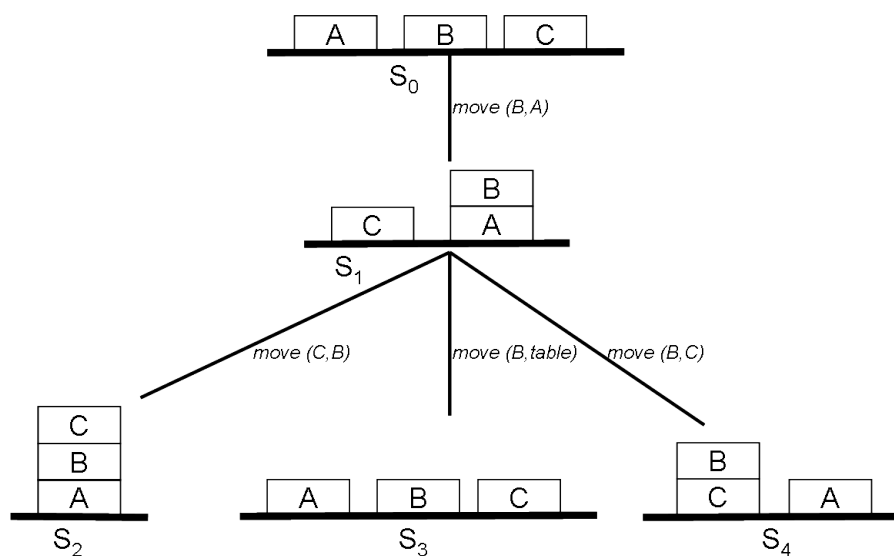 A B C
S₀
move (B,A)
B
C A
S₁
move (C,B) move (B,table) move (B,C)
C
B
A
S₂
A B C
S₃
B
C A
S₄